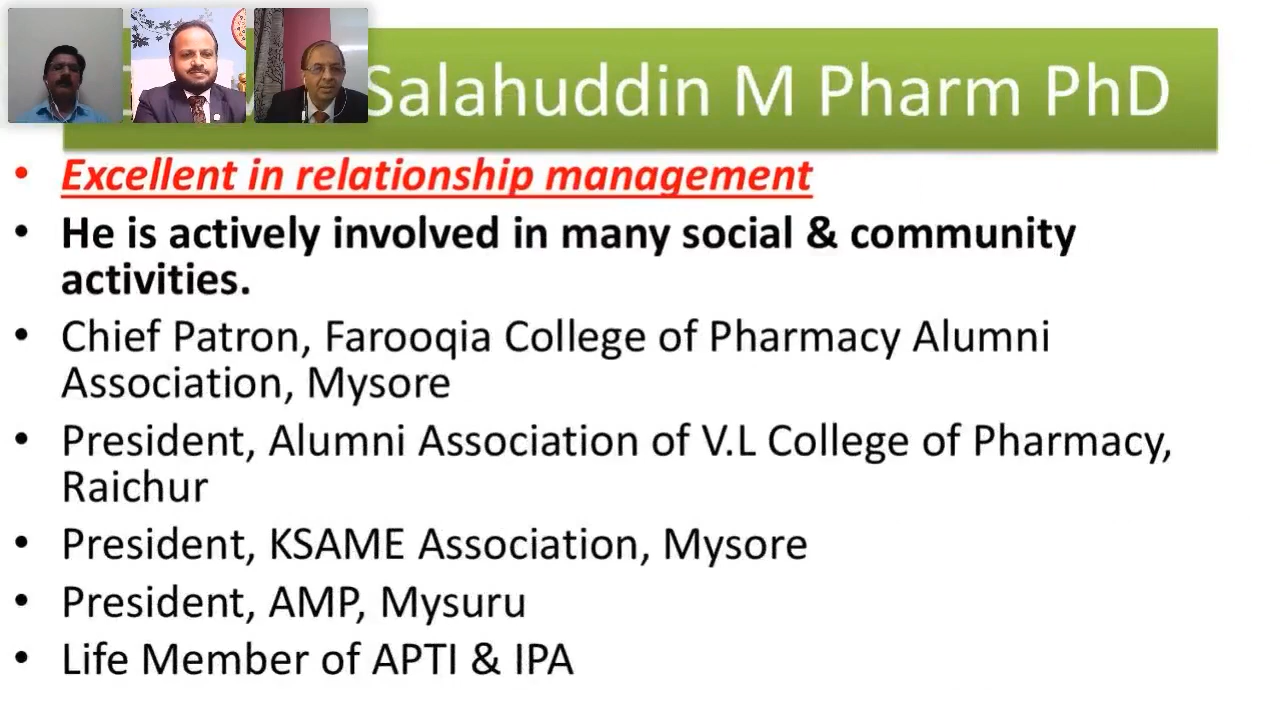 Salahuddin M Pharm PhD
• Excellent in relationship management
• He is actively involved in many social & community
activities.
• Chief Patron, Farooqia College of Pharmacy Alumni
Association, Mysore
• President, Alumni Association of V.L College of Pharmacy,
Raichur
• President, KSAME Association, Mysore
• President, AMP, Mysuru
• Life Member of APTI & IPA